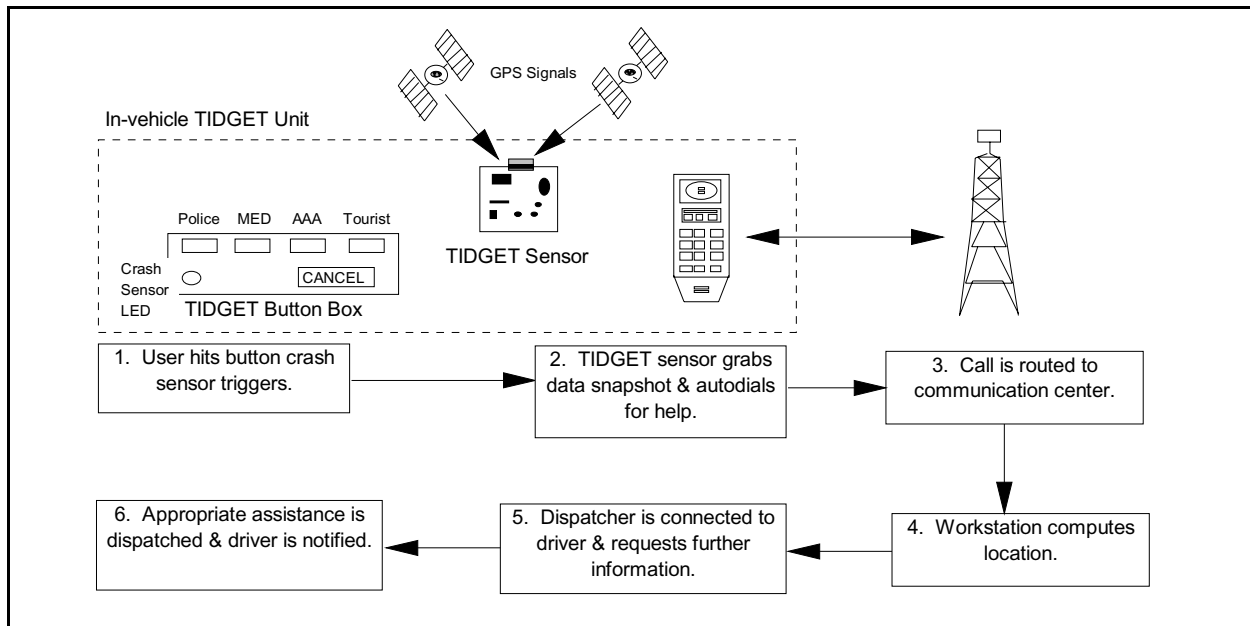 GPS Signals
In-vehicle TIDGET Unit
Police MED AAA Tourist
TIDGET Sensor
Crash
Sensor
LED
CANCEL
TIDGET Button Box
1. User hits button crash
sensor triggers.
2. TIDGET sensor grabs
data snapshot & autodials
for help.
3. Call is routed to
communication center.
4. Workstation computes
location.
5. Dispatcher is connected to
driver & requests further
information.
6. Appropriate assistance is
dispatched & driver is notified.